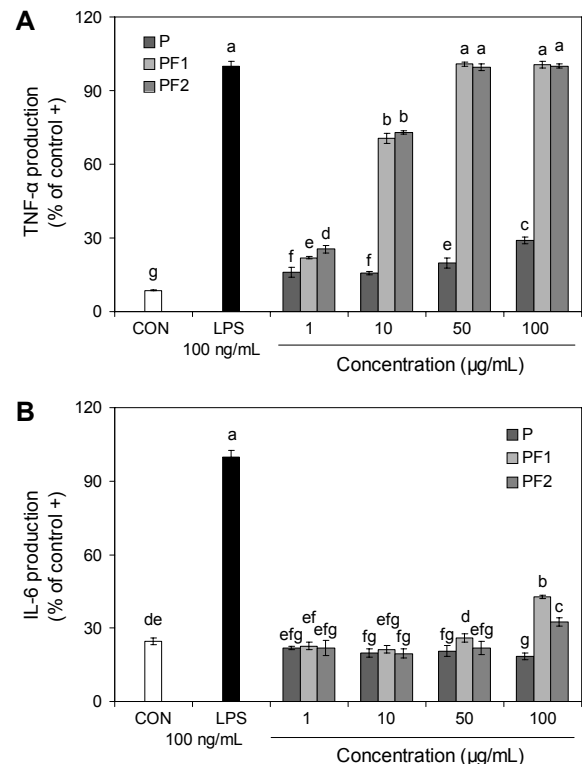 A
TNF-α production
(% of control +)
120
90
60
30
0
P
PF1
PF2
g
a
f
e
d
f
b
b
e
a
a
c
a
a
CON
LPS
100 ng/mL
1
10
50
100
Concentration (µg/mL)
B
IL-6 production
(% of control +)
120
90
60
30
0
P
PF1
PF2
de
a
efg
ef
efg
fg
efg
fg
fg
d
efg
g
b
c
CON
LPS
100 ng/mL
1
10
50
100
Concentration (µg/mL)